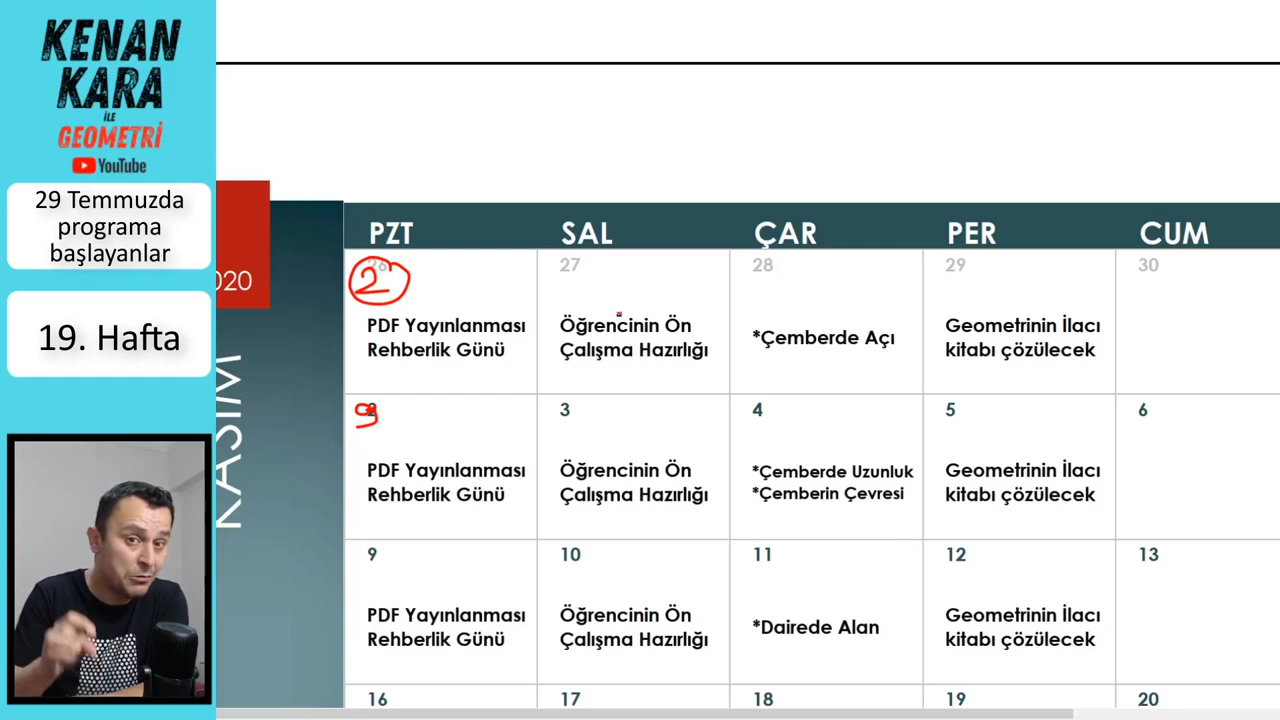 KENAN
KARA
İLE
GEOMETRİ
YouTube
29 Temmuzda
programa
başlayanlar
19. Hafta
020
KASIM
PZT SAL ÇAR PER CUM
26 27 28 29 30
2
PDF Yayınlanması
Rehberlik Günü
Öğrencinin Ön
Çalışma Hazırlığı
*Çemberde Açı
Geometrinin İlacı
kitabı çözülecek
2 3 4 5 6
9
PDF Yayınlanması
Rehberlik Günü
Öğrencinin Ön
Çalışma Hazırlığı
*Çemberde Uzunluk
*Çemberin Çevresi
Geometrinin İlacı
kitabı çözülecek
9 10 11 12 13
PDF Yayınlanması
Rehberlik Günü
Öğrencinin Ön
Çalışma Hazırlığı
*Dairede Alan
Geometrinin İlacı
kitabı çözülecek
16 17 18 19 20